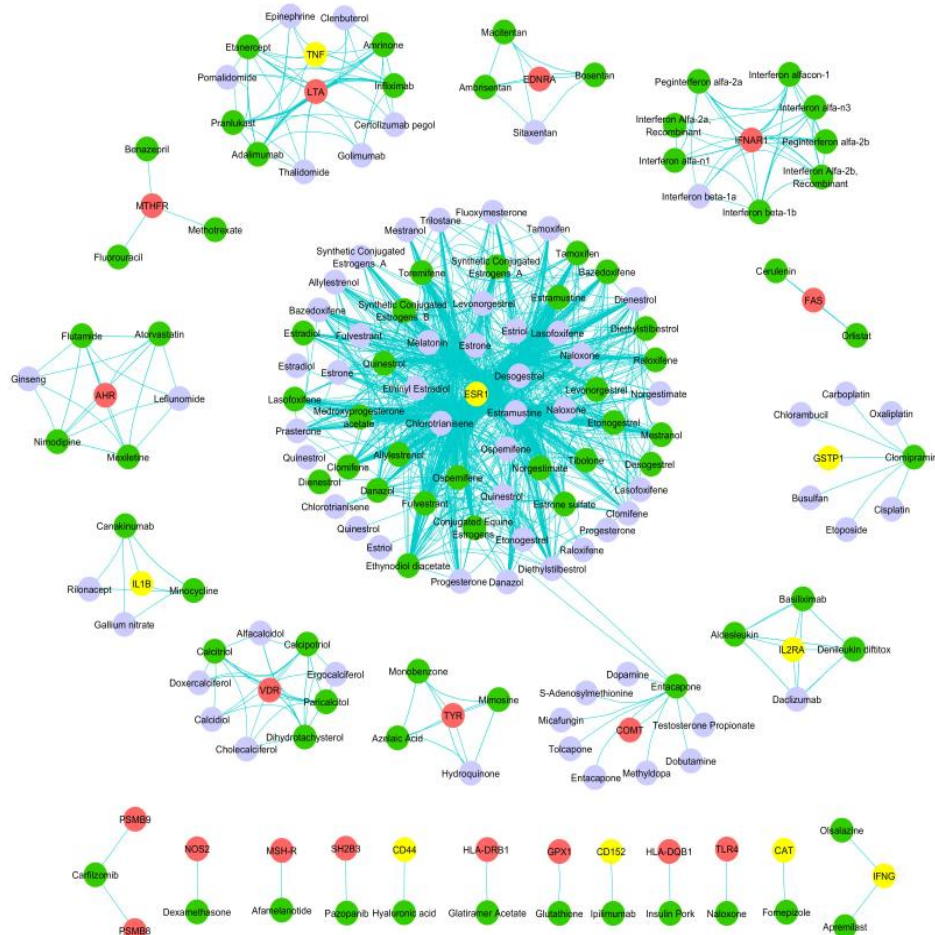 Epinephrine
Clenbuterol
Etanercept
TNF
Amrinone
Pomalidomide
LTA
Infliximab
Pranlukast
Certolizumab pegol
Adalimumab
Golimumab
Thalidomide
Macitentan
EDNRA
Bosentan
Ambrisentan
Sitaxentan
Peginterferon alfa-2a
Interferon alfacon-1
Interferon alfa-n3
Interferon Alfa-2a,
Recombinant
IFNAR1
Peginterferon alfa-2b
Interferon alfa-n1
Interferon Alfa-2b,
Recombinant
Interferon beta-1a
Interferon beta-1b
Benazepril
MTHFR
Methotrexate
Fluorouracil
Cerulenin
FAS
Orlistat
Fluoxymesterone
Trilostane
Tamoxifen
Mestranol
Synthetic Conjugated
Estrogens A
Synthetic Conjugated
Estrogens A
Tamoxifen
Toremifene
Bazedoxifene
Allylestrenol
Levonorgestrel
Estramustine
Dienestrol
Bazedoxifene
Synthetic Conjugated
Estrogens B
Estradiol
Fulvestrant
Estriol
Lasofoxifene
Diethylstilbestrol
Melatonin
Estrone
Naloxone
Raloxifene
Estradiol
Estrone
Quinestrol
Desogestrel
Ethinyl Estradiol
ESR1
Levonorgestrel
Norgestimate
Lasofoxifene
Medroxyprogesterone
acetate
Estramustine
Naloxone
Etonogestrel
Prasterone
Chlorotrianisene
Mestranol
Quinestrol
Clomifene
Allylestrenol
Ospemifene
Tibolone
Desogestrel
Dienestrol
Danazol
Ospemifene
Norgestimate
Lasofoxifene
Chlorotrianisene
Fulvestrant
Quinestrol
Estrone sulfate
Clomifene
Quinestrol
Conjugated Equine
Estrogens
Etonogestrel
Progesterone
Estriol
Raloxifene
Ethynodiol diacetate
Progesterone
Danazol
Diethylstilbestrol
Flutamide
Atorvastatin
Ginseng
AHR
Leflunomide
Nimodipine
Mexiletine
Carboplatin
Chlorambucil
Oxaliplatin
GSTP1
Clomipramin
Busulfan
Cisplatin
Etoposide
Canakinumab
Rilonacept
IL1B
Minocycline
Gallium nitrate
Basiliximab
Aldesleukin
IL2RA
Denileukin diftitox
Daclizumab
Alfacalcidol
Calcitriol
Calcipotriol
Doxercalciferol
VDR
Ergocalciferol
Paricalcitol
Calcidiol
Cholecalciferol
Dihydrotachysterol
Monobenzone
TYR
Mimosine
Azelaic Acid
Hydroquinone
Dopamine
Entacapone
S-Adenosylmethionine
Micafungin
COMT
Testosterone Propionate
Tolcapone
Dobutamine
Entacapone
Methyldopa
PSMB9
Carfilzomib
PSMB8
NOS2
MSH-R
SH2B3
CD44
HLA-DRB1
GPX1
CD152
HLA-DQB1
TLR4
CAT
Dexamethasone
Afamelanotide
Pazopanib
Hyaluronic acid
Glatiramer Acetate
Glutathione
Ipilimumab
Insulin Pork
Naloxone
Fomepizole
Olsalazine
IFNG
Apremilast